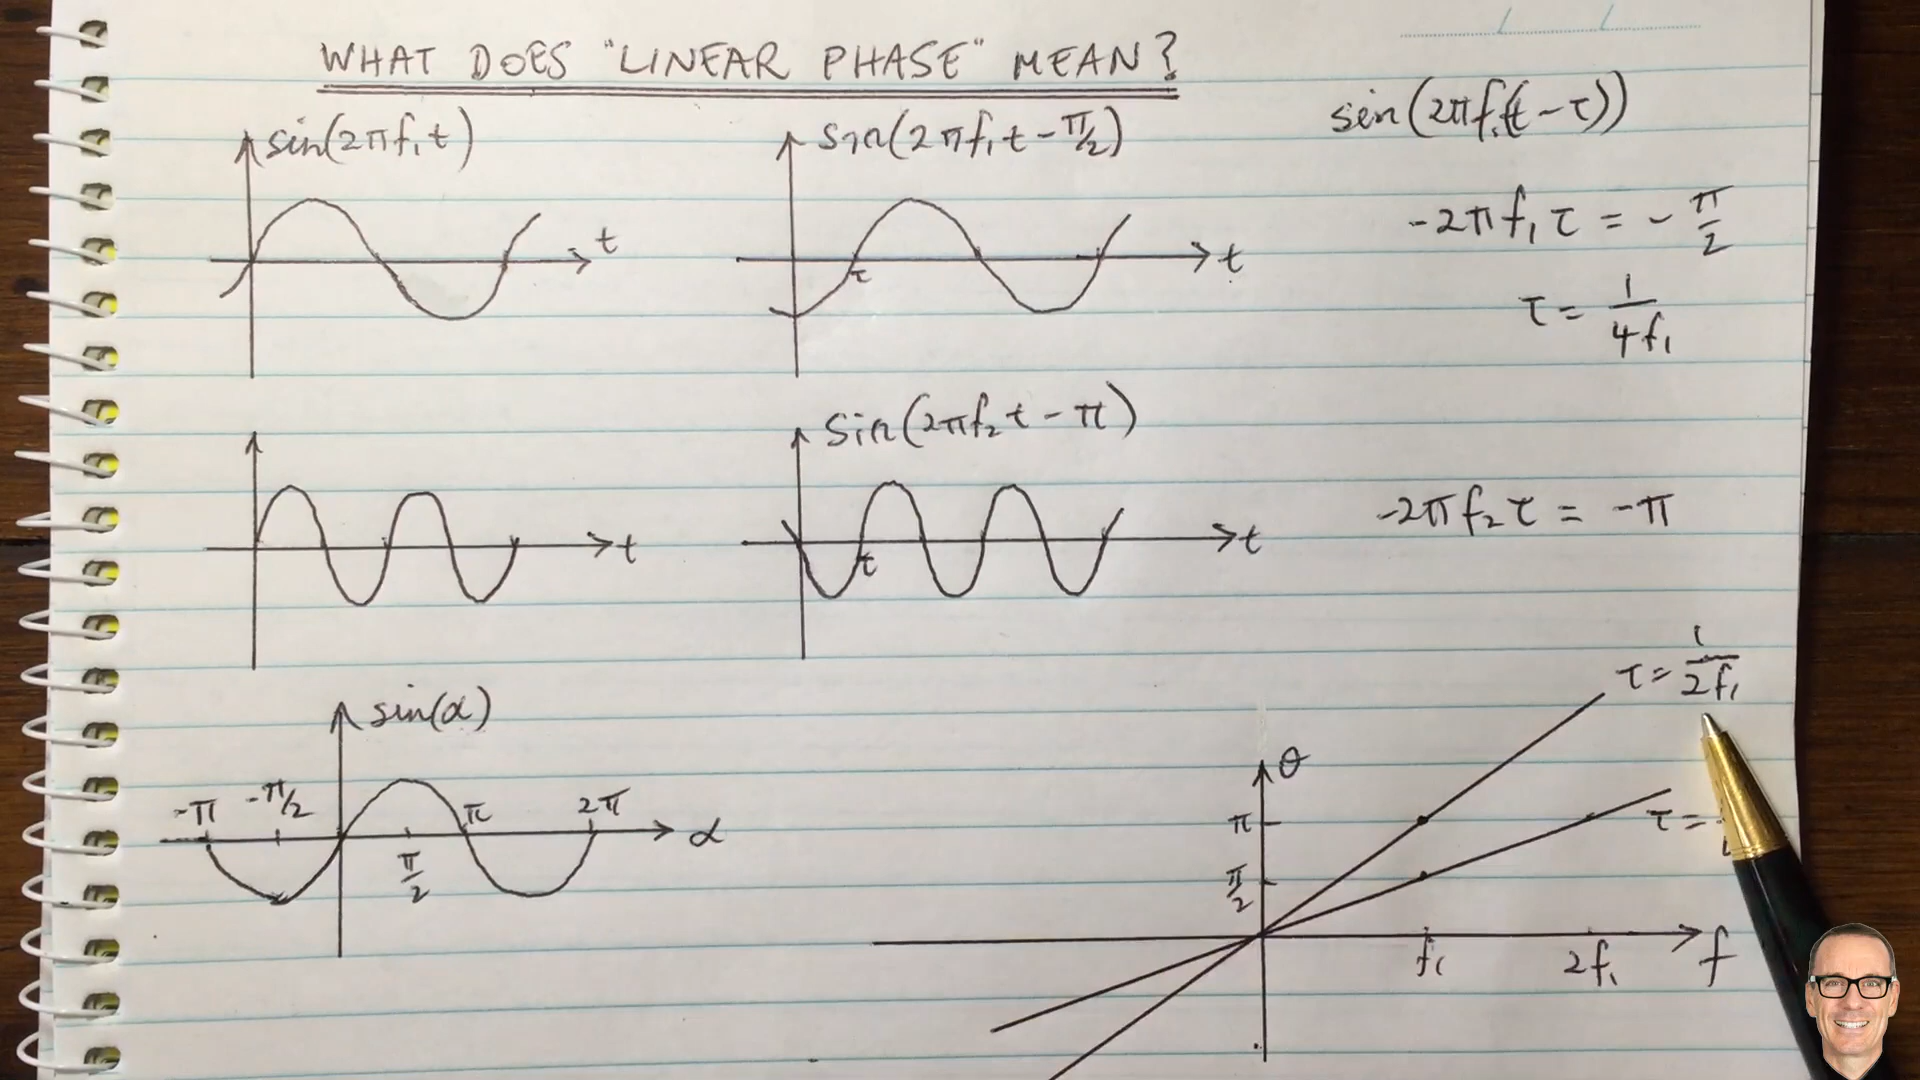 WHAT DOES "LINEAR PHASE" MEAN?
sin(2πf₁t)
t
sin(2πf₁t - π/2)
τ
t
sin(2πf₁(t - τ))
-2πf₁τ = - π/2
τ = 1/4f₁
t
sin(2πf₂t - π)
τ
t
-2πf₂τ = -π
sin(α)
-π -π/2 π/2 π 2π
α
τ = 1/2f₁
θ
π
π/2
τ =
f₁ 2f₁ f